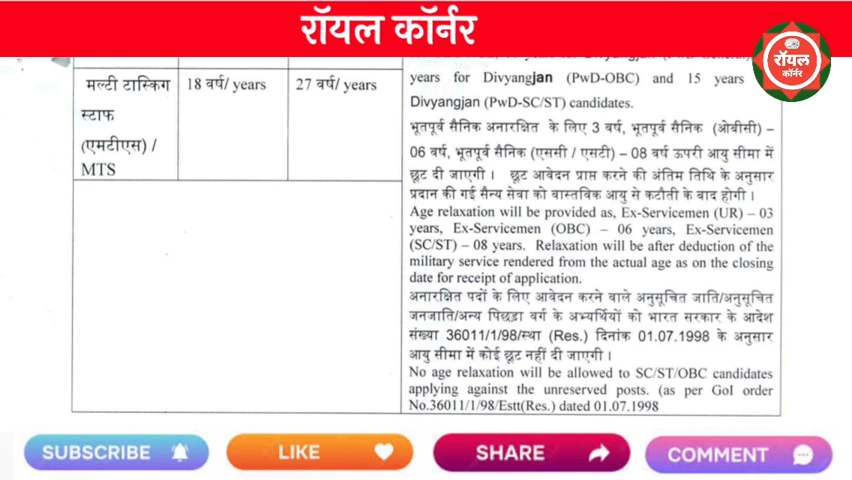 रॉयल कॉर्नर
रॉयल
कॉर्नर
मल्टी टास्किंग
स्टाफ
(एमटीएस) /
MTS
18 वर्ष/ years
27 वर्ष/ years
years for Divyangjan (PwD-OBC) and 15 years
Divyangjan (PwD-SC/ST) candidates.
भूतपूर्व सैनिक अनारक्षित के लिए 3 वर्ष, भूतपूर्व सैनिक (ओबीसी) –
06 वर्ष, भूतपूर्व सैनिक (एससी / एसटी) – 08 वर्ष ऊपरी आयु सीमा में
छूट दी जाएगी। छूट आवेदन प्राप्त करने की अंतिम तिथि के अनुसार
प्रदान की गई सैन्य सेवा को वास्तविक आयु से कटौती के बाद होगी।
Age relaxation will be provided as, Ex-Servicemen (UR) – 03
years, Ex-Servicemen (OBC) – 06 years, Ex-Servicemen
(SC/ST) – 08 years. Relaxation will be after deduction of the
military service rendered from the actual age as on the closing
date for receipt of application.
अनारक्षित पदों के लिए आवेदन करने वाले अनुसूचित जाति/अनुसूचित
जनजाति/अन्य पिछड़ा वर्ग के अभ्यर्थियों को भारत सरकार के आदेश
संख्या 36011/1/98/स्था (Res.) दिनांक 01.07.1998 के अनुसार
आयु सीमा में कोई छूट नहीं दी जाएगी।
No age relaxation will be allowed to SC/ST/OBC candidates
applying against the unreserved posts. (as per GoI order
No.36011/1/98/Estt(Res.) dated 01.07.1998
SUBSCRIBE
LIKE
SHARE
COMMENT